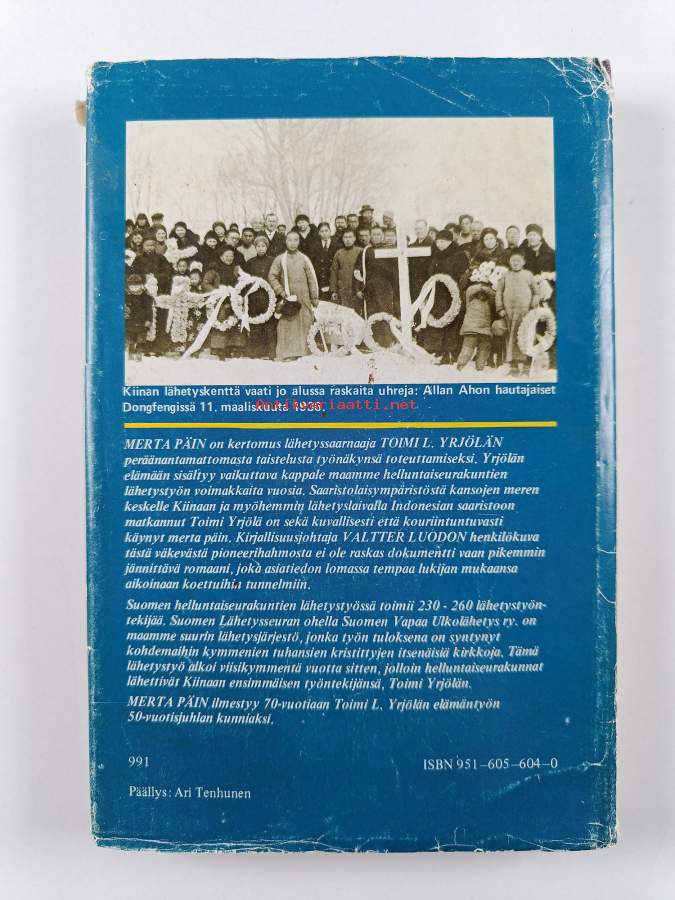 Kiinan lähetyskenttä vaati jo alussa raskaita uhreja: Allan Ahon hautajaiset
Dongfengissä 11. maaliskuuta 1936.
Antikvariaatti.net
MERTA PÄIN on kertomus lähetyssaarnaaja TOIMI L. YRJÖLÄN
peräänantamattomasta taistelusta työnäkynsä toteuttamiseksi. Yrjölän
elämään sisältyy vaikuttava kappale maamme helluntaiseurakuntien
lähetystyön voimakkaita vuosia. Saaristolaisympäristöstä kansojen meren
keskelle Kiinaan ja myöhemmin lähetyslaivalla Indonesian saaristoon
matkannut Toimi Yrjölä on sekä kuvallisesti että kouriintuntuvasti
käynyt merta päin. Kirjallisuusjohtaja VALTTER LUODON henkilökuva
tästä väkevästä pioneerihahmosta ei ole raskas dokumentti vaan pikemmin
jännittävä romaani, joka asiatiedon lomassa tempaa lukijan mukaansa
aikoinaan koettuihin tunnelmiin.
Suomen helluntaiseurakuntien lähetystyössä toimii 230 - 260 lähetystyön-
tekijää. Suomen Lähetysseuran ohella Suomen Vapaa Ulkolähetys ry. on
maamme suurin lähetysjärjestö, jonka työn tuloksena on syntynyt
kohdemaihin kymmenien tuhansien kristittyjen itsenäisiä kirkkoja. Tämä
lähetystyö alkoi viisikymmentä vuotta sitten, jolloin helluntaiseurakunnat
lähettivät Kiinaan ensimmäisen työntekijänsä, Toimi Yrjölän.
MERTA PÄIN ilmestyy 70-vuotiaan Toimi L. Yrjölän elämäntyön
50-vuotisjuhlan kunniaksi.
991
ISBN 951-605-604-0
Päällys: Ari Tenhunen